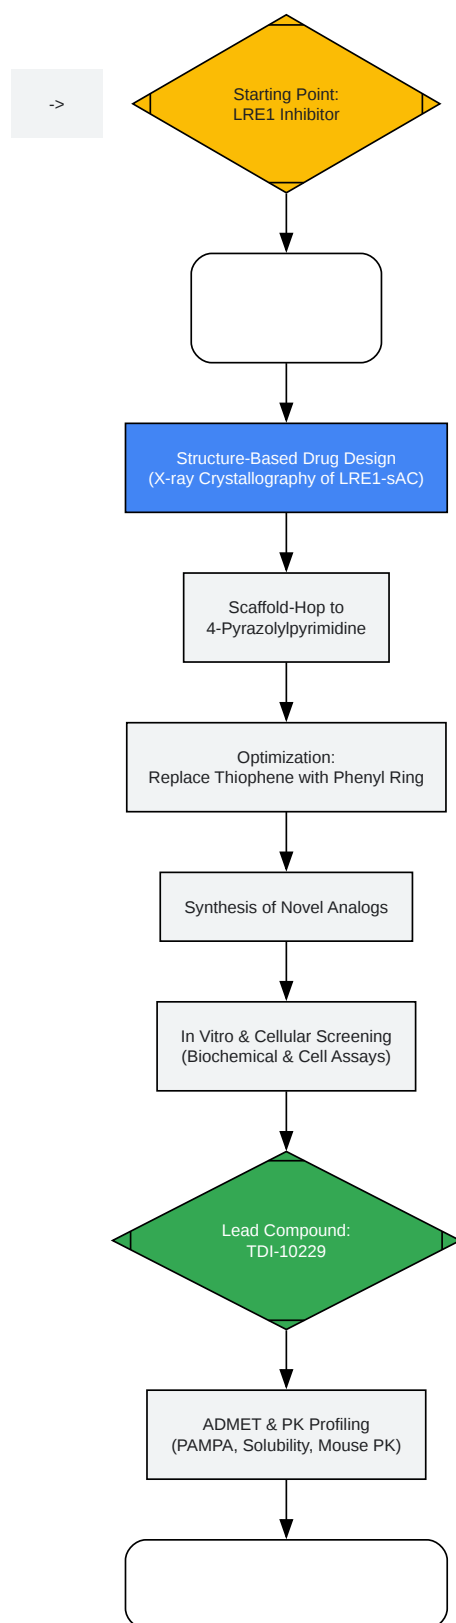 ->
Starting Point:
LRE1 Inhibitor
Structure-Based Drug Design
(X-ray Crystallography of LRE1-sAC)
Scaffold-Hop to
4-Pyrazolylpyrimidine
Optimization:
Replace Thiophene with Phenyl Ring
Synthesis of Novel Analogs
In Vitro & Cellular Screening
(Biochemical & Cell Assays)
Lead Compound:
TDI-10229
ADMET & PK Profiling
(PAMPA, Solubility, Mouse PK)